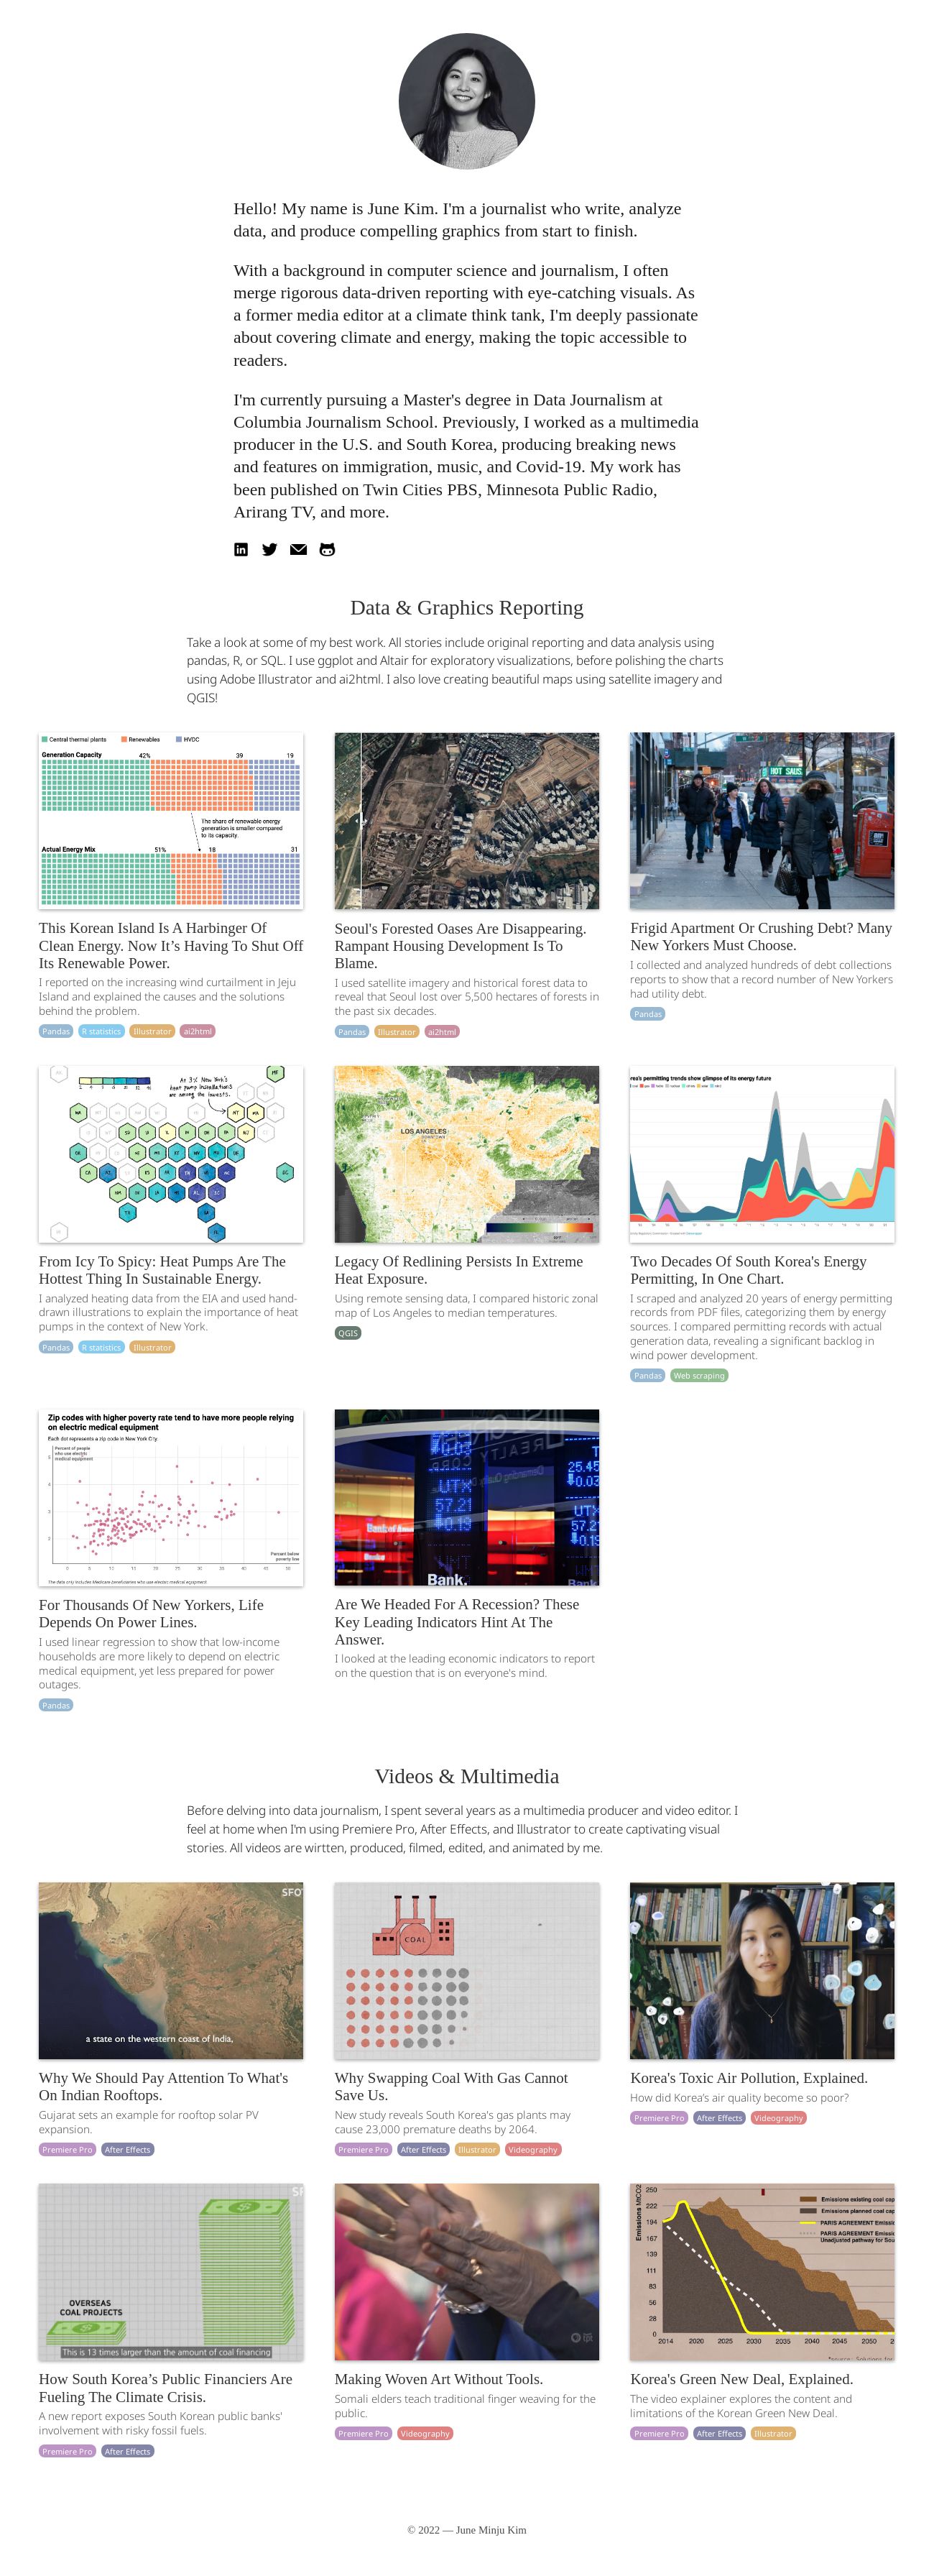 Hello! My name is June Kim. I'm a journalist who write, analyze
data, and produce compelling graphics from start to finish.
With a background in computer science and journalism, I often
merge rigorous data-driven reporting with eye-catching visuals. As
a former media editor at a climate think tank, I'm deeply passionate
about covering climate and energy, making the topic accessible to
readers.
I'm currently pursuing a Master's degree in Data Journalism at
Columbia Journalism School. Previously, I worked as a multimedia
producer in the U.S. and South Korea, producing breaking news
and features on immigration, music, and Covid-19. My work has
been published on Twin Cities PBS, Minnesota Public Radio,
Arirang TV, and more.
Data & Graphics Reporting
Take a look at some of my best work. All stories include original reporting and data analysis using
pandas, R, or SQL. I use ggplot and Altair for exploratory visualizations, before polishing the charts
using Adobe Illustrator and ai2html. I also love creating beautiful maps using satellite imagery and
QGIS!
Central thermal plants Renewables HVDC
Generation Capacity 42% 39 19
The share of renewable energy
generation is smaller compared
to its capacity.
Actual Energy Mix 51% 18 31
This Korean Island Is A Harbinger Of
Clean Energy. Now It’s Having To Shut Off
Its Renewable Power.
I reported on the increasing wind curtailment in Jeju
Island and explained the causes and the solutions
behind the problem.
Pandas R statistics Illustrator ai2html
Seoul's Forested Oases Are Disappearing.
Rampant Housing Development Is To
Blame.
I used satellite imagery and historical forest data to
reveal that Seoul lost over 5,500 hectares of forests in
the past six decades.
Pandas Illustrator ai2html
HOT SAUS
Frigid Apartment Or Crushing Debt? Many
New Yorkers Must Choose.
I collected and analyzed hundreds of debt collections
reports to show that a record number of New Yorkers
had utility debt.
Pandas
At 3%, New York's
heat pump installations
are among the lowest.
From Icy To Spicy: Heat Pumps Are The
Hottest Thing In Sustainable Energy.
I analyzed heating data from the EIA and used hand-
drawn illustrations to explain the importance of heat
pumps in the context of New York.
Pandas R statistics Illustrator
LOS ANGELES
Legacy Of Redlining Persists In Extreme
Heat Exposure.
Using remote sensing data, I compared historic zonal
map of Los Angeles to median temperatures.
QGIS
rea's permitting trends show glimpse of its energy future
Two Decades Of South Korea's Energy
Permitting, In One Chart.
I scraped and analyzed 20 years of energy permitting
records from PDF files, categorizing them by energy
sources. I compared permitting records with actual
generation data, revealing a significant backlog in
wind power development.
Pandas Web scraping
Zip codes with higher poverty rate tend to have more people relying
on electric medical equipment
Each dot represents a zip code in New York City.
Percent of people
who use electric
medical equipment
Percent below
poverty line
0 5 10 15 20 25 30 35 40 45 50
The data only includes Medicare beneficiaries who use electric medical equipment.
For Thousands Of New Yorkers, Life
Depends On Power Lines.
I used linear regression to show that low-income
households are more likely to depend on electric
medical equipment, yet less prepared for power
outages.
Pandas
UTX
57.21
0.19
25.45
0.03
UTX
57.2
0.19
Bank.
Are We Headed For A Recession? These
Key Leading Indicators Hint At The
Answer.
I looked at the leading economic indicators to report
on the question that is on everyone's mind.
Videos & Multimedia
Before delving into data journalism, I spent several years as a multimedia producer and video editor. I
feel at home when I'm using Premiere Pro, After Effects, and Illustrator to create captivating visual
stories. All videos are wirtten, produced, filmed, edited, and animated by me.
SFO
a state on the western coast of India,
Why We Should Pay Attention To What's
On Indian Rooftops.
Gujarat sets an example for rooftop solar PV
expansion.
Premiere Pro After Effects
COAL
Why Swapping Coal With Gas Cannot
Save Us.
New study reveals South Korea's gas plants may
cause 23,000 premature deaths by 2064.
Premiere Pro After Effects Illustrator Videography
Korea's Toxic Air Pollution, Explained.
How did Korea's air quality become so poor?
Premiere Pro After Effects Videography
OVERSEAS
COAL PROJECTS
This is 13 times larger than the amount of coal financing
How South Korea’s Public Financiers Are
Fueling The Climate Crisis.
A new report exposes South Korean public banks'
involvement with risky fossil fuels.
Premiere Pro After Effects
Making Woven Art Without Tools.
Somali elders teach traditional finger weaving for the
public.
Premiere Pro Videography
Emissions MtCO2
250
222
194
167
139
111
83
56
28
0
2014 2020 2025 2030 2035 2040 2045 2050
Emissions existing coal cap
Emissions planned coal cap
PARIS AGREEMENT Emissic
PARIS AGREEMENT Emissic
Unadjusted pathway for Sou
Korea's Green New Deal, Explained.
The video explainer explores the content and
limitations of the Korean Green New Deal.
Premiere Pro After Effects Illustrator
© 2022 — June Minju Kim